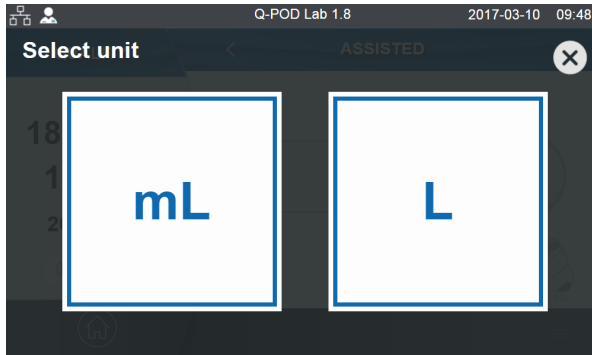 Q-POD Lab 1.8 2017-03-10 09:48
Select unit
ASSISTED
mL
L